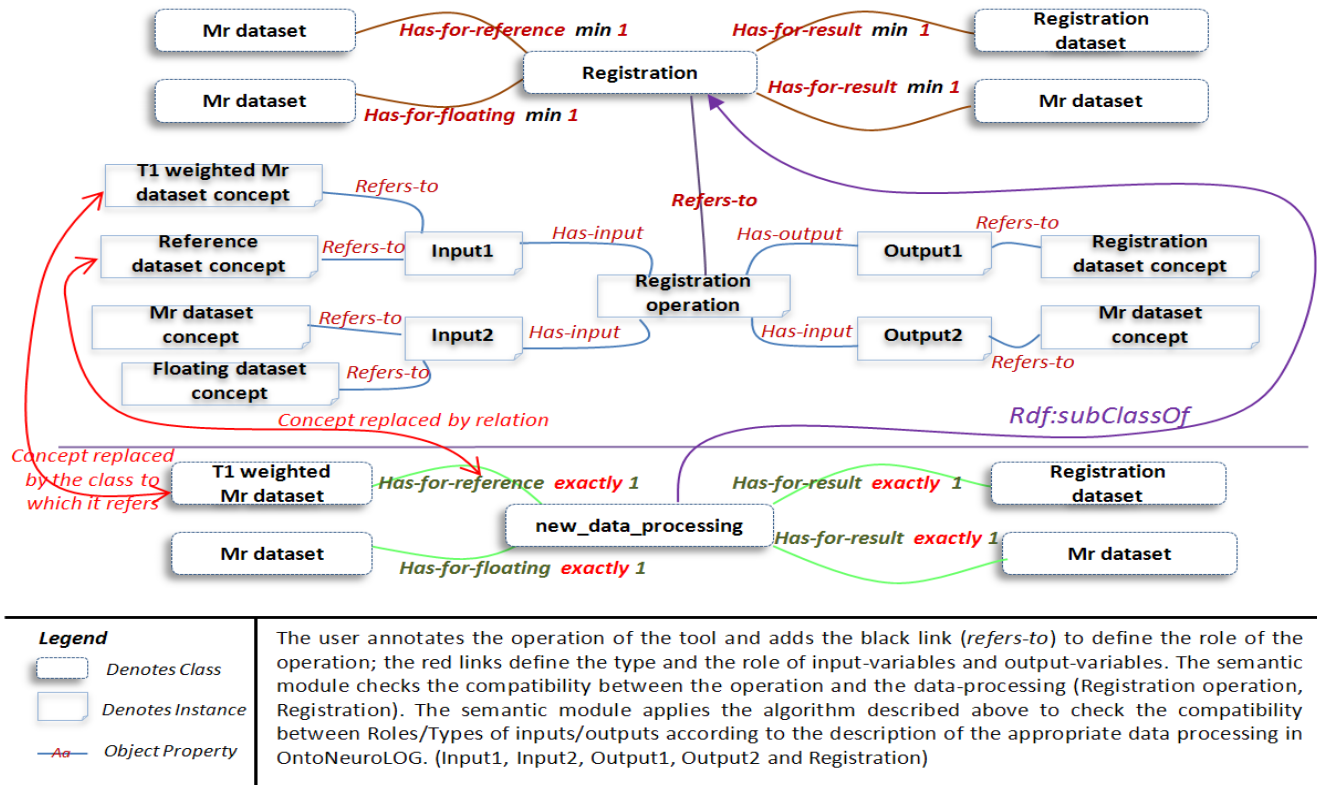 Mr dataset
Has-for-reference min 1
Has-for-result min 1
Registration
dataset
Registration
Mr dataset
Has-for-floating min 1
Has-for-result min 1
Mr dataset
T1 weighted Mr
dataset concept
Refers-to
Refers-to
Reference
dataset concept
Refers-to
Input1
Has-input
Has-output
Output1
Refers-to
Registration
dataset concept
Registration
operation
Mr dataset
concept
Refers-to
Input2
Has-input
Has-input
Output2
Mr dataset
concept
Refers-to
Floating dataset
concept
Refers-to
Concept replaced by relation
Rdf:subClassOf
Concept replaced
by the class to
which it refers
T1 weighted
Mr dataset
Has-for-reference exactly 1
Has-for-result exactly 1
Registration
dataset
new_data_processing
Mr dataset
Has-for-floating exactly 1
Has-for-result exactly 1
Mr dataset
Legend
Denotes Class
Denotes Instance
Aa
Object Property
The user annotates the operation of the tool and adds the black link (refers-to) to define the role of the
operation; the red links define the type and the role of input-variables and output-variables. The semantic
module checks the compatibility between the operation and the data-processing (Registration operation,
Registration). The semantic module applies the algorithm described above to check the compatibility
between Roles/Types of inputs/outputs according to the description of the appropriate data processing in
OntoNeuroLOG. (Input1, Input2, Output1, Output2 and Registration)